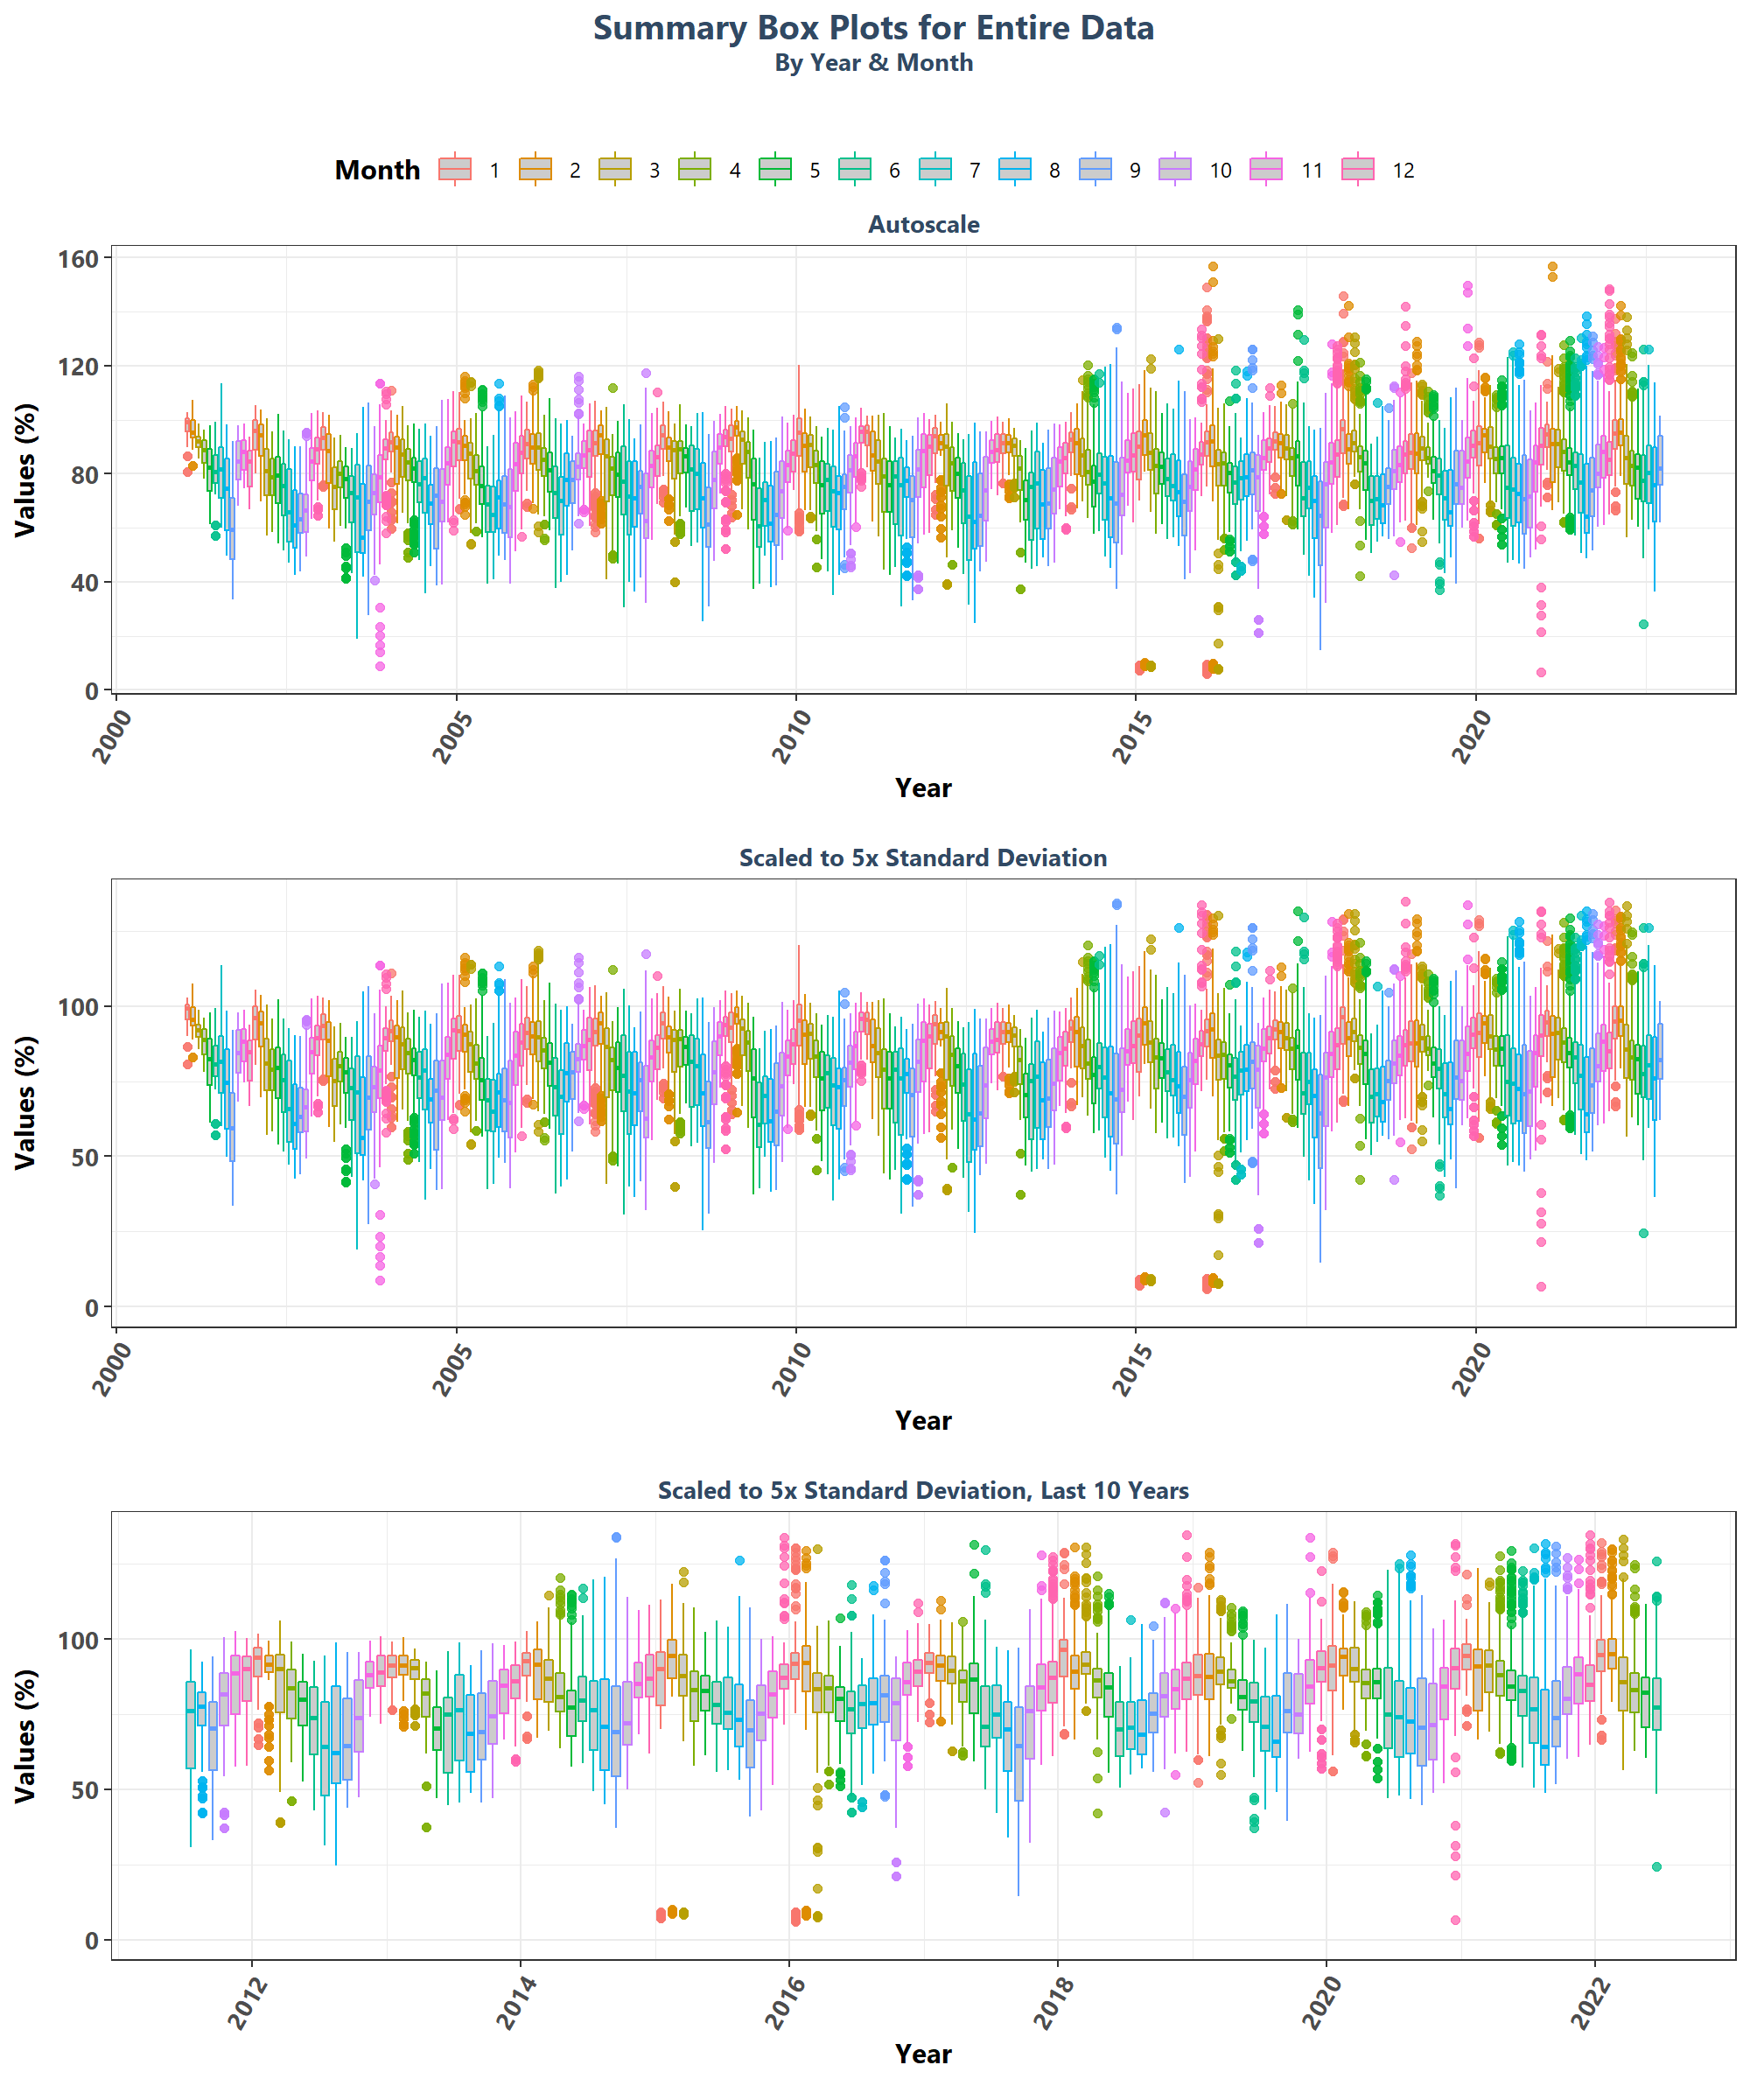 Summary Box Plots for Entire Data
By Year & Month
Month 1 2 3 4 5 6 7 8 9 10 11 12
Autoscale
Values (%)
160
120
80
40
0
2000 2005 2010 2015 2020
Year
Scaled to 5x Standard Deviation
Values (%)
100
50
0
2000 2005 2010 2015 2020
Year
Scaled to 5x Standard Deviation, Last 10 Years
Values (%)
100
50
0
2012 2014 2016 2018 2020 2022
Year